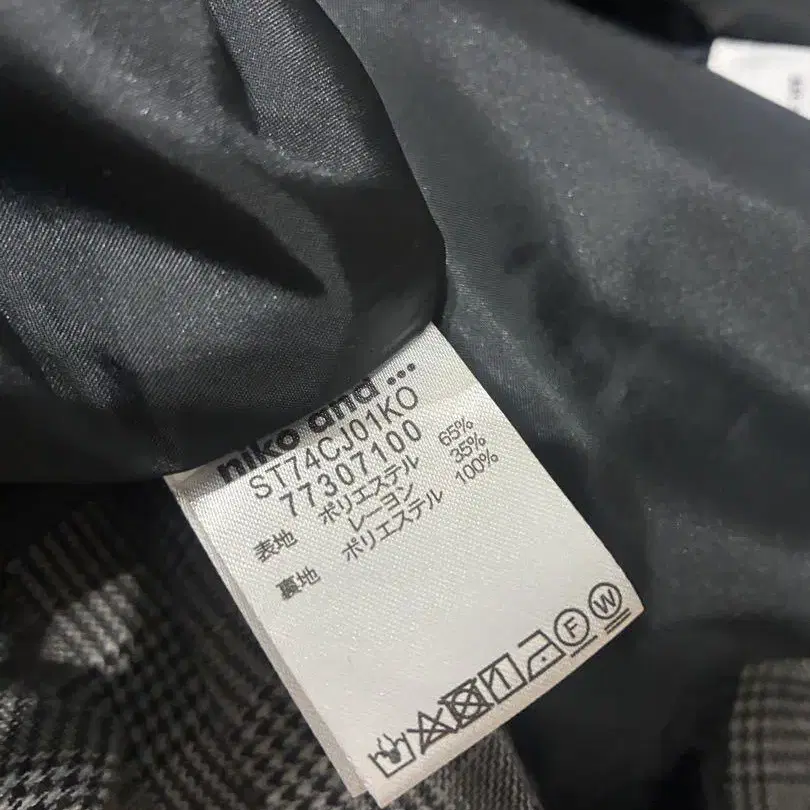 niko and ...
ST74CJ01KO
77307100
表地 ポリエステル 65%
レーヨン 35%
裏地 ポリエステル 100%
F W